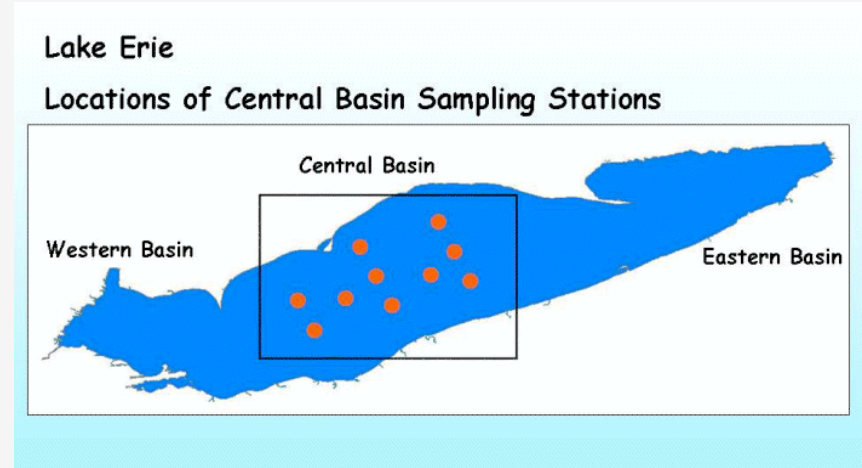 Lake Erie
Locations of Central Basin Sampling Stations
Central Basin
Western Basin
Eastern Basin